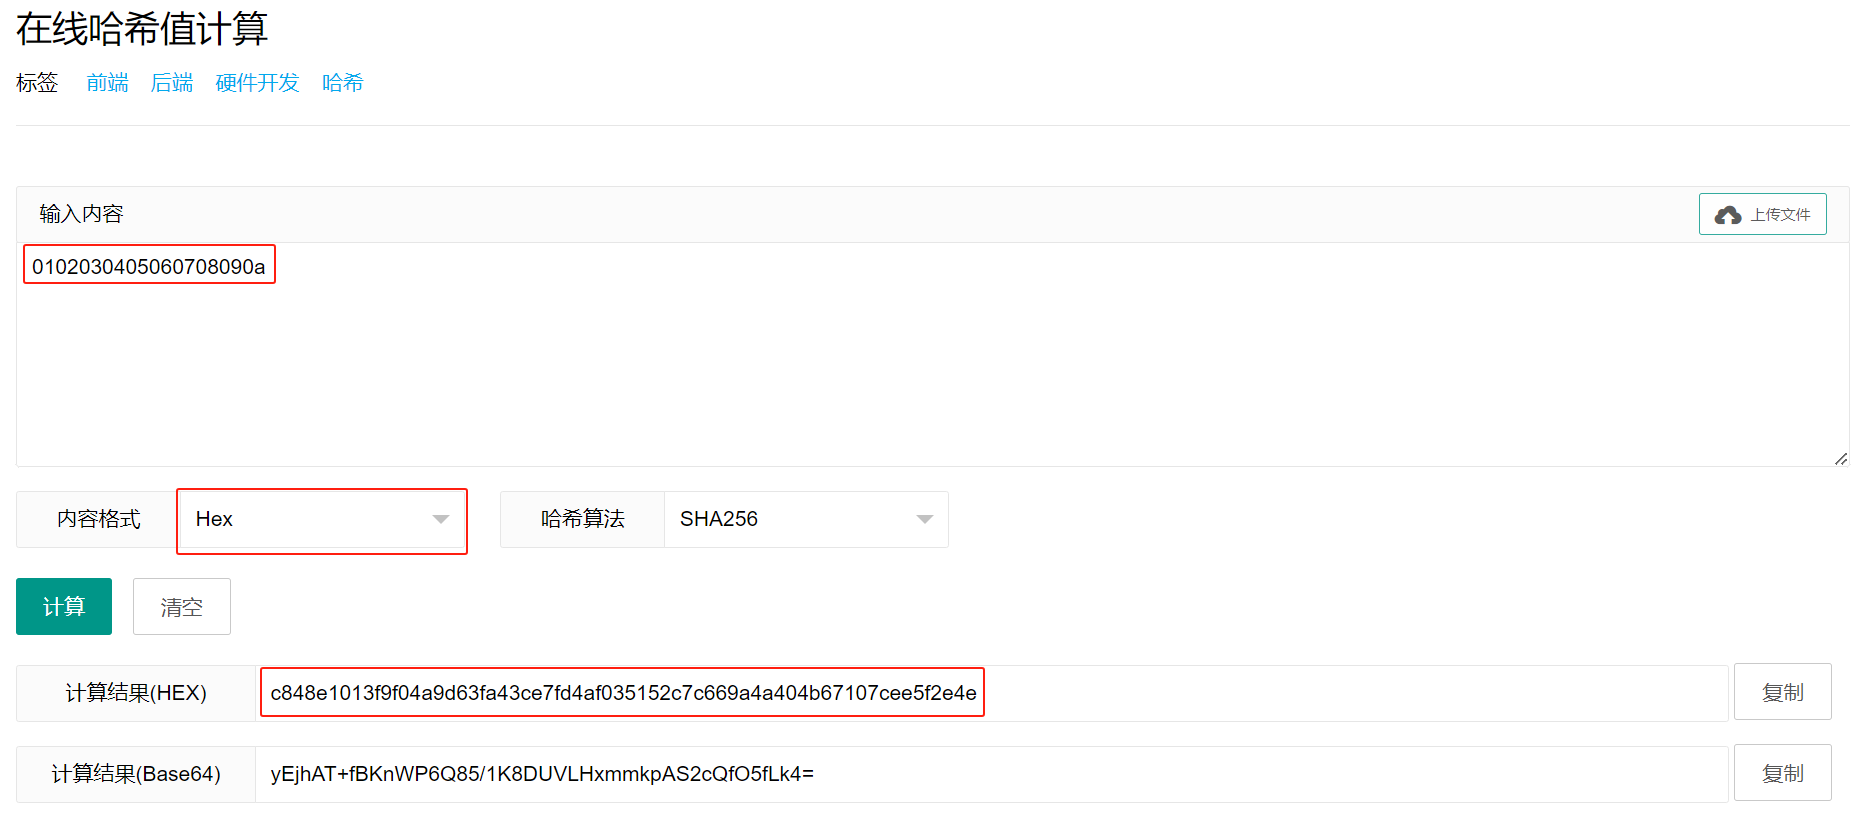 在线哈希值计算
标签 前端 后端 硬件开发 哈希
输入内容 上传文件
0102030405060708090a
内容格式 Hex 哈希算法 SHA256
计算 清空
计算结果(HEX) c848e1013f9f04a9d63fa43ce7fd4af035152c7c669a4a404b67107cee5f2e4e 复制
计算结果(Base64) yEjhAT+fBKnWP6Q85/1K8DUVLHxmmkpAS2cQfO5fLk4= 复制